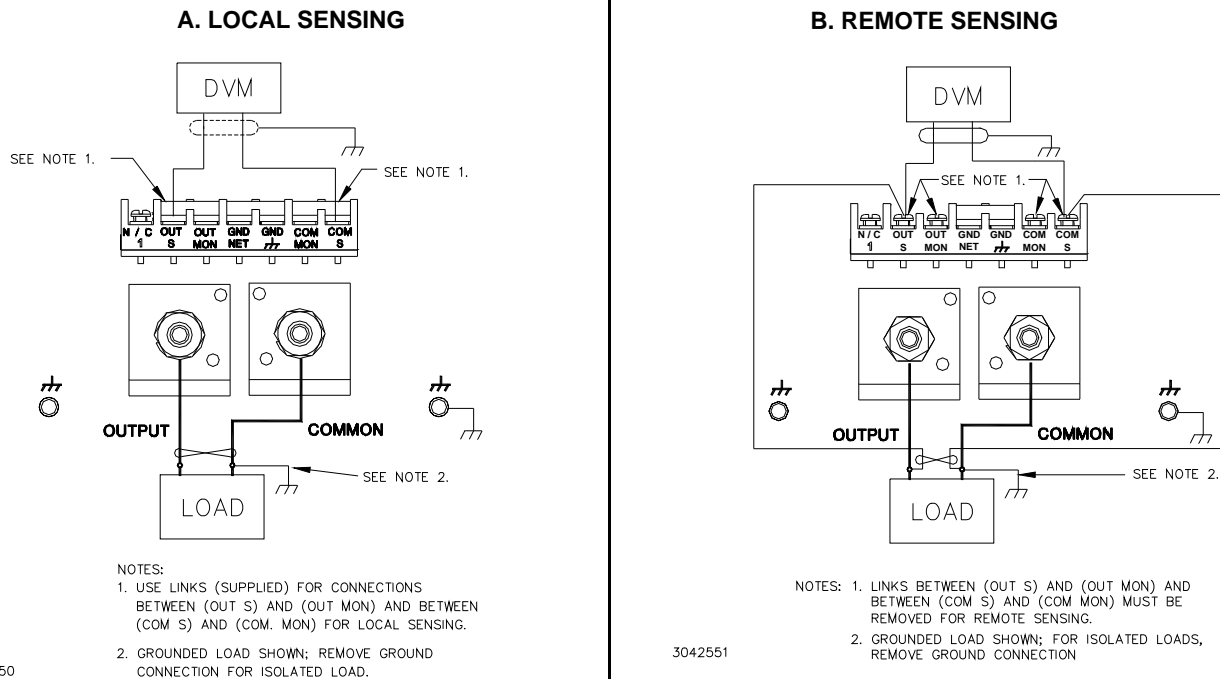 A. LOCAL SENSING
DVM
SEE NOTE 1.
SEE NOTE 1.
N / C OUT OUT GND GND COM COM
1 S MON NET MON S
OUTPUT
COMMON
SEE NOTE 2.
LOAD
NOTES:
1. USE LINKS (SUPPLIED) FOR CONNECTIONS
BETWEEN (OUT S) AND (OUT MON) AND BETWEEN
(COM S) AND (COM. MON) FOR LOCAL SENSING.
2. GROUNDED LOAD SHOWN; REMOVE GROUND
CONNECTION FOR ISOLATED LOAD.
50
B. REMOTE SENSING
DVM
SEE NOTE 1.
N / C OUT OUT GND GND COM COM
1 S MON NET MON S
OUTPUT
COMMON
SEE NOTE 2.
LOAD
NOTES: 1. LINKS BETWEEN (OUT S) AND (OUT MON) AND
BETWEEN (COM S) AND (COM MON) MUST BE
REMOVED FOR REMOTE SENSING.
2. GROUNDED LOAD SHOWN; FOR ISOLATED LOADS,
REMOVE GROUND CONNECTION
3042551